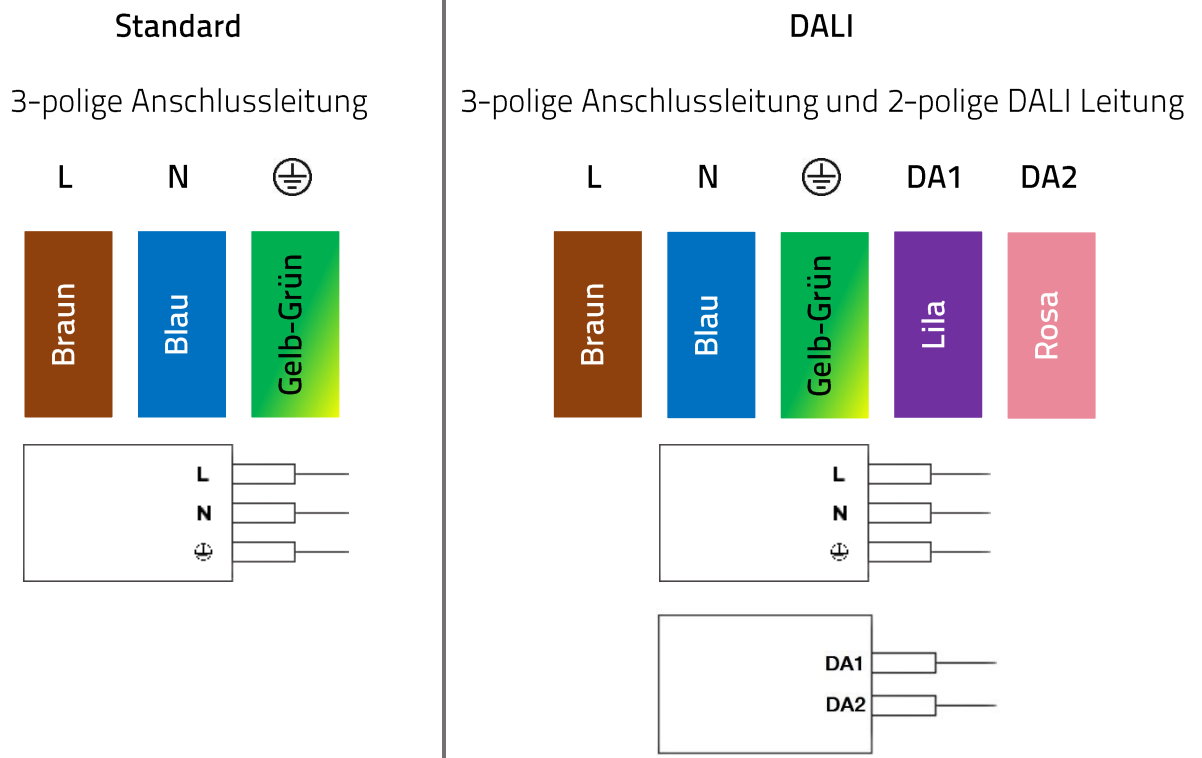 Standard
3-polige Anschlussleitung
L N
Braun
Blau
Gelb-Grün
L
N
DALI
3-polige Anschlussleitung und 2-polige DALI Leitung
L N DA1 DA2
Braun
Blau
Gelb-Grün
Lila
Rosa
L
N
DA1
DA2